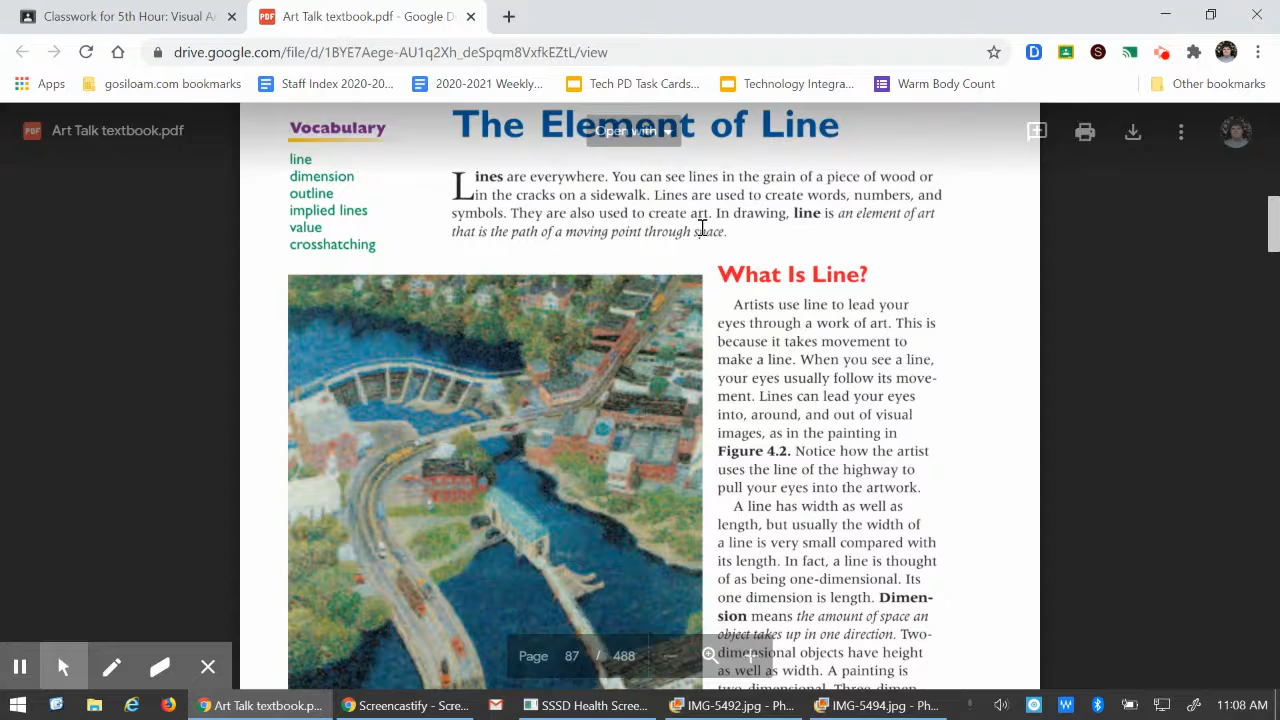 Classwork for 5th Hour: Visual A
Art Talk textbook.pdf - Google D
drive.google.com/file/d/1BYE7Aege-AU1q2Xh_deSpqm8VxfkEZtL/view
Apps
gosiloam.com bookmarks
Staff Index 2020-20...
2020-2021 Weekly...
Tech PD Task Cards...
Technology Integra...
Warm Body Count
Other bookmarks
PDF
Art Talk textbook.pdf
Open with
Vocabulary
line
dimension
outline
implied lines
value
crosshatching
The Element of Line
Lines are everywhere. You can see lines in the grain of a piece of wood or
in the cracks on a sidewalk. Lines are used to create words, numbers, and
symbols. They are also used to create art. In drawing, line is an element of art
that is the path of a moving point through space.
What Is Line?
Artists use line to lead your
eyes through a work of art. This is
because it takes movement to
make a line. When you see a line,
your eyes usually follow its move-
ment. Lines can lead your eyes
into, around, and out of visual
images, as in the painting in
Figure 4.2. Notice how the artist
uses the line of the highway to
pull your eyes into the artwork.
A line has width as well as
length, but usually the width of
a line is very small compared with
its length. In fact, a line is thought
of as being one-dimensional. Its
one dimension is length. Dimen-
sion means the amount of space an
object takes up in one direction. Two-
dimensional objects have height
as well as width. A painting is
two-dimensional. Three-dimen-
Page 87 / 488
Art Talk textbook.p...
Screencastify - Scre...
SSSD Health Screen...
IMG-5492.jpg - Ph...
IMG-5494.jpg - Ph...
11:08 AM